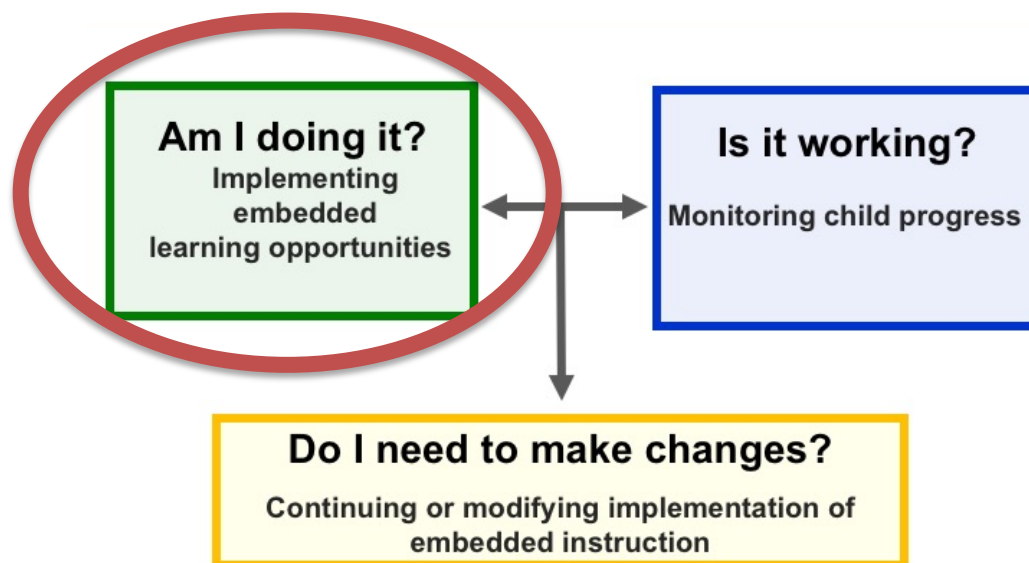 Am I doing it?
Implementing
embedded
learning opportunities
Is it working?
Monitoring child progress
Do I need to make changes?
Continuing or modifying implementation of
embedded instruction